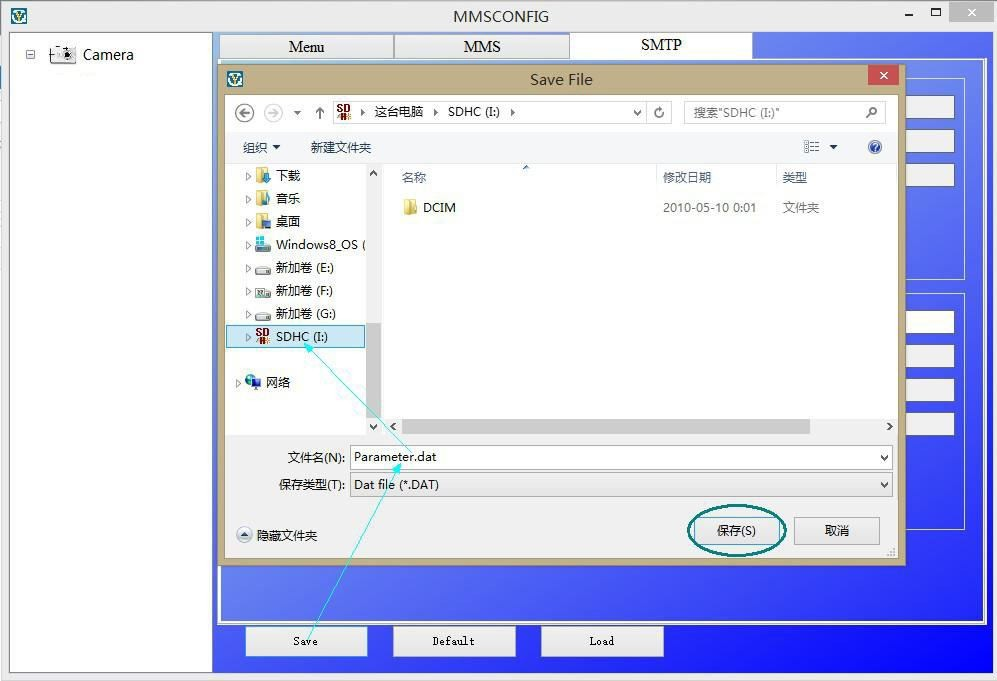 MMSCONFIG
Camera
Menu MMS SMTP
Save File
SD 这台电脑 SDHC (I:) 搜索"SDHC (I:)"
组织 新建文件夹
下载
音乐
桌面
Windows8_OS (
新加卷 (E:)
新加卷 (F:)
新加卷 (G:)
SD SDHC (I:)
网络
名称 修改日期 类型
DCIM 2010-05-10 0:01 文件夹
文件名(N): Parameter.dat
保存类型(T): Dat file (*.DAT)
隐藏文件夹 保存(S) 取消
Save Default Load